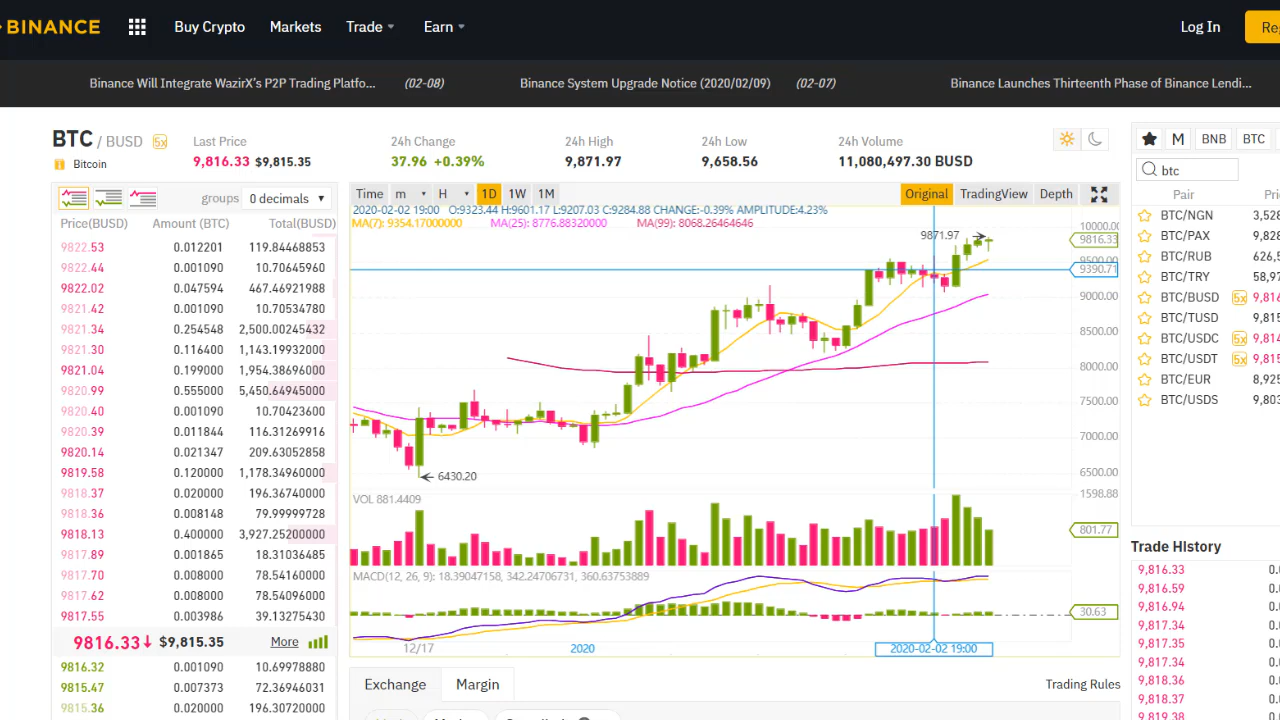 BINANCE
Buy Crypto
Markets
Trade
Earn
Log In
Binance Will Integrate WazirX's P2P Trading Platfo... (02-08)
Binance System Upgrade Notice (2020/02/09) (02-07)
Binance Launches Thirteenth Phase of Binance Lendi...
BTC / BUSD 5x
Bitcoin
Last Price
9,816.33 $9,815.35
24h Change
37.96 +0.39%
24h High
9,871.97
24h Low
9,658.56
24h Volume
11,080,497.30 BUSD
groups 0 decimals
Price(BUSD) Amount (BTC) Total(BUSD)
9822.53 0.012201 119.84468853
9822.44 0.001090 10.70645960
9822.02 0.047594 467.46921988
9821.42 0.001090 10.70534780
9821.34 0.254548 2,500.00245432
9821.30 0.116400 1,143.19932000
9821.04 0.199000 1,954.38696000
9820.99 0.555000 5,450.64945000
9820.40 0.001090 10.70423600
9820.39 0.011844 116.31269916
9820.14 0.021347 209.63052858
9819.58 0.120000 1,178.34960000
9818.37 0.020000 196.36740000
9818.36 0.008148 79.99999728
9818.13 0.400000 3,927.25200000
9817.89 0.001865 18.31036485
9817.70 0.008000 78.54160000
9817.62 0.008000 78.54096000
9817.55 0.003986 39.13275430
9816.33 $9,815.35 More
9816.32 0.001090 10.69978880
9815.47 0.007373 72.36946031
9815.36 0.020000 196.30720000
Time m H 1D 1W 1M
Original TradingView Depth
2020-02-02 19:00 O:9323.44 H:9601.17 L:9207.03 C:9284.88 CHANGE:-0.39% AMPLITUDE:4.23%
MA(7): 9354.17000000 MA(25): 8776.88320000 MA(99): 8068.26464646
9871.97
6430.20
10000.00
9816.33
9500.00
9390.71
9000.00
8500.00
8000.00
7500.00
7000.00
6500.00
VOL 881.4409
1598.88
801.77
MACD(12, 26, 9): 18.39047158, 342.24706731, 360.63753889
30.63
12/17
2020
2020-02-02 19:00
Exchange
Margin
Trading Rules
M
BNB
BTC
btc
Pair
BTC/NGN 3,528
BTC/PAX 9,828
BTC/RUB 626,5
BTC/TRY 58,97
BTC/BUSD 5x 9,816
BTC/TUSD 9,815
BTC/USDC 5x 9,814
BTC/USDT 5x 9,815
BTC/EUR 8,925
BTC/USDS 9,803
Trade History
9,816.33
9,816.59
9,816.94
9,817.34
9,817.35
9,817.34
9,818.36
9,818.37
9,819.38